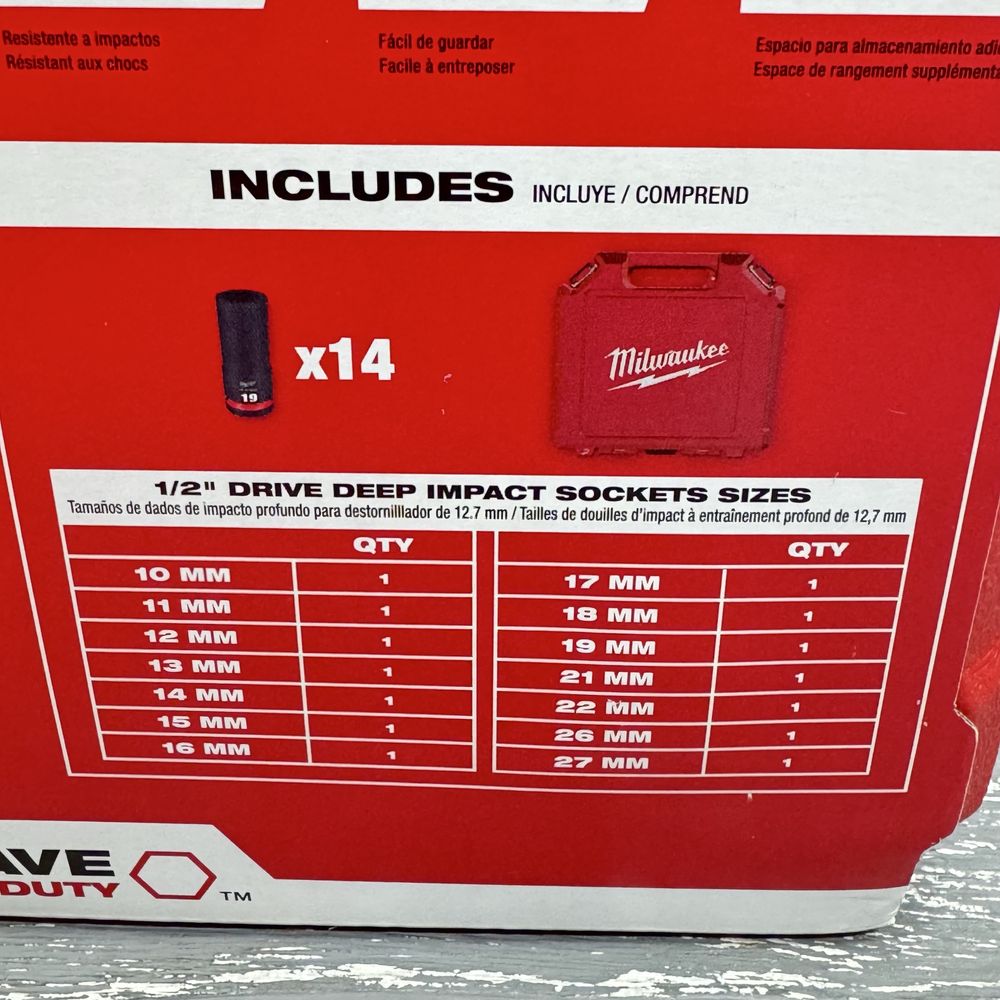 Resistente a impactos
Résistant aux chocs
Fácil de guardar
Facile à entreposer
Espacio para almacenamiento
Espace de rangement
INCLUDES INCLUYE / COMPREND
19
x14
Milwaukee
1/2" DRIVE DEEP IMPACT SOCKETS SIZES
Tamaños de dados de impacto profundo para destornilllador de 12.7 mm / Tailles de douilles d'impact à entraînement profond de 12,7 mm
QTY
10 MM 1
11 MM 1
12 MM 1
13 MM 1
14 MM 1
15 MM 1
16 MM 1
QTY
17 MM 1
18 MM 1
19 MM 1
21 MM 1
22 MM 1
26 MM 1
27 MM 1
AVE
DUTY
TM